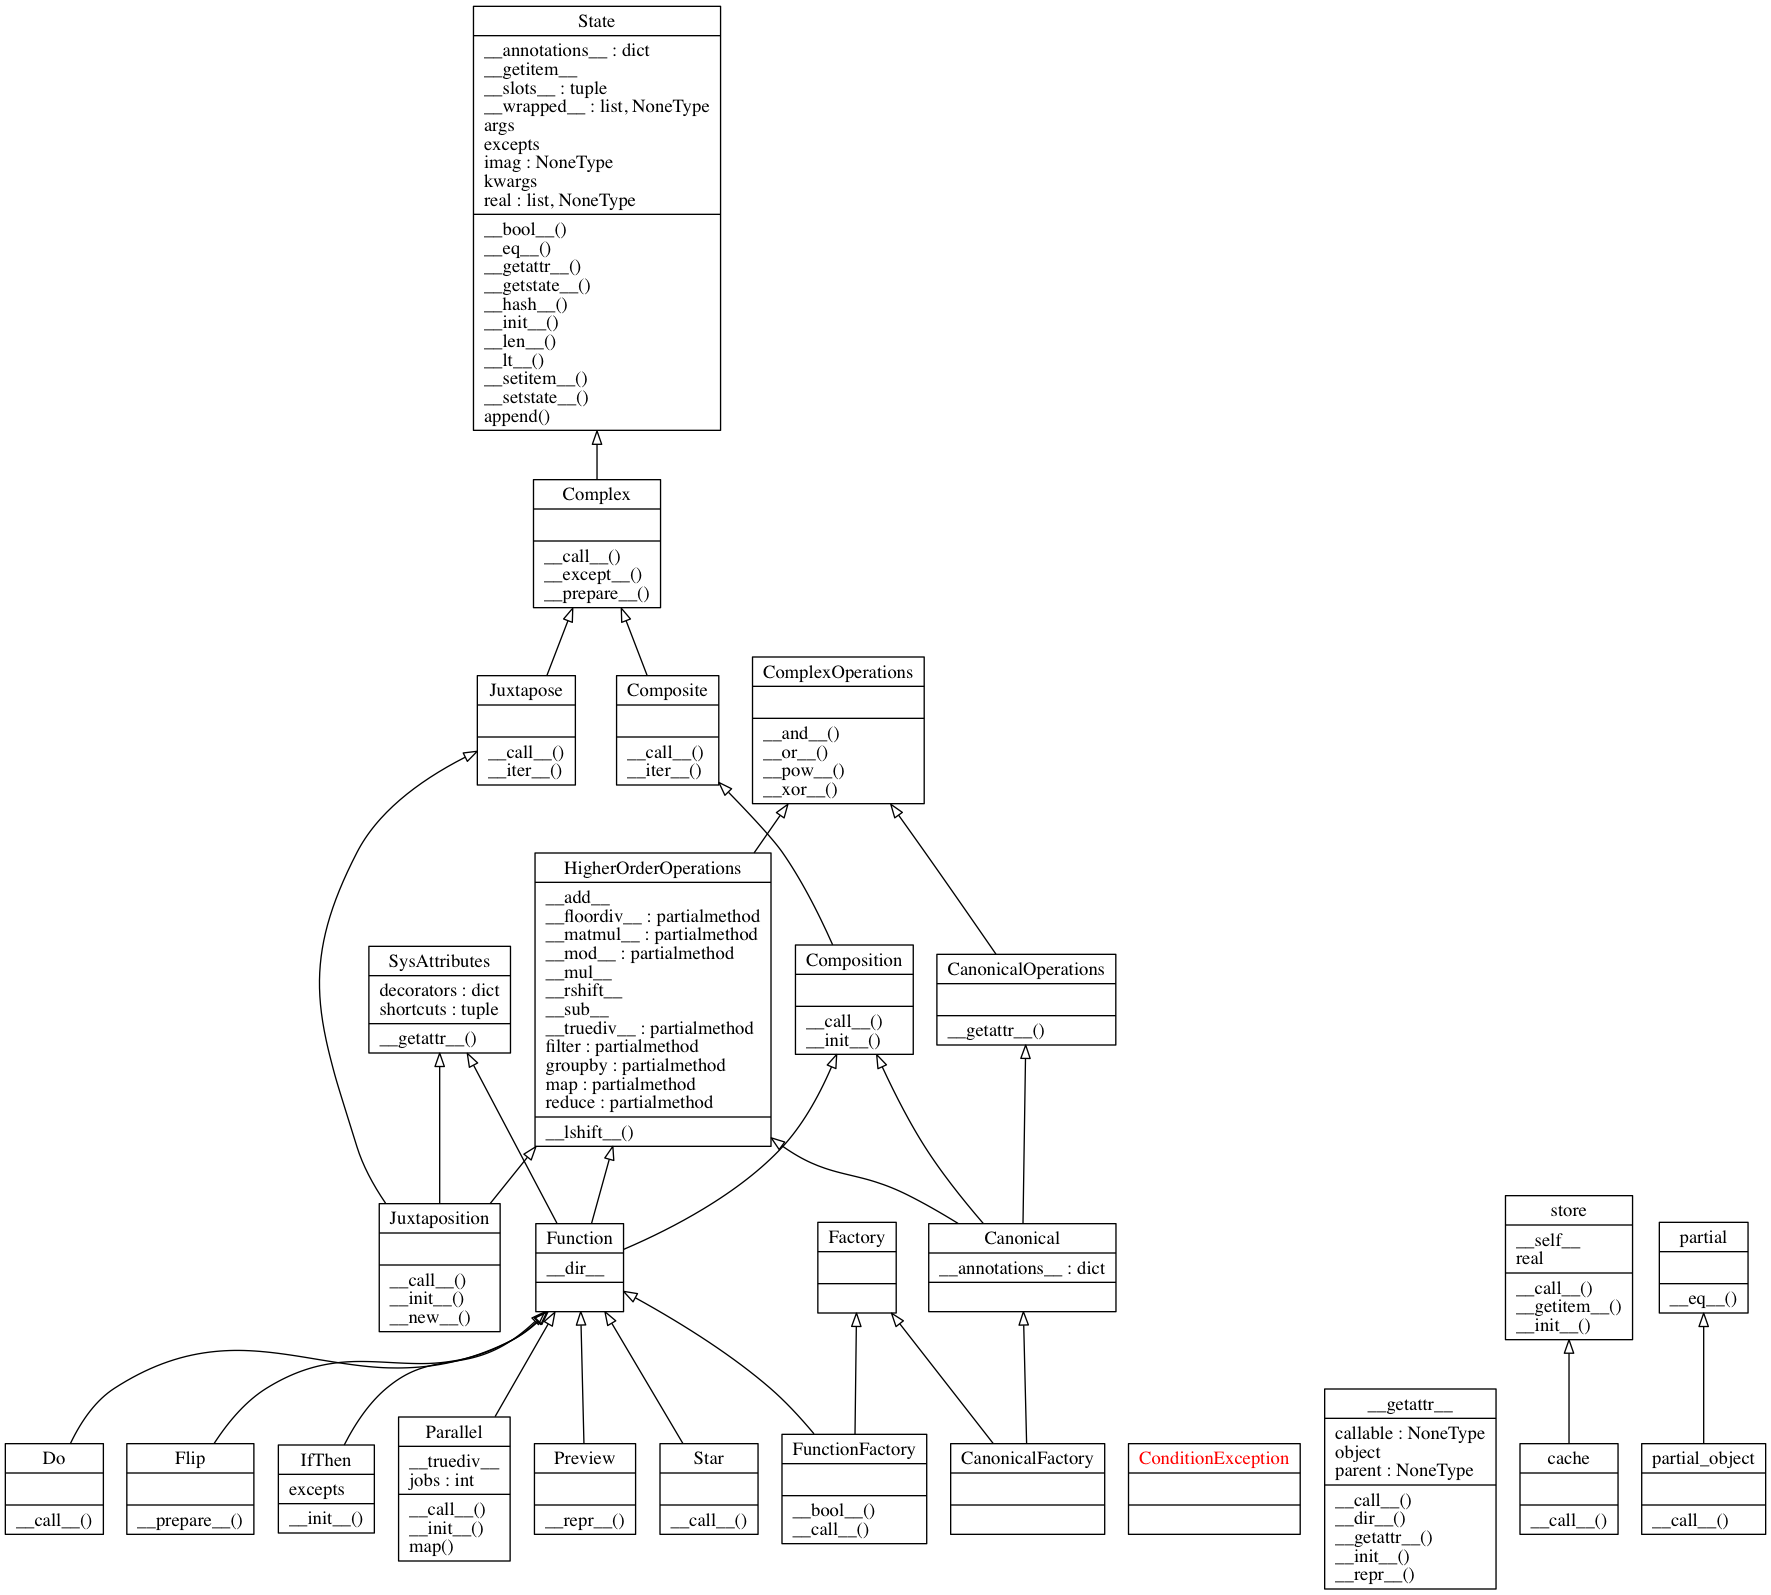 State
__annotations__ : dict
__getitem__
__slots__ : tuple
__wrapped__ : list, NoneType
args
excepts
imag : NoneType
kwargs
real : list, NoneType
__bool__()
__eq__()
__getattr__()
__getstate__()
__hash__()
__init__()
__len__()
__lt__()
__setitem__()
__setstate__()
append()
Complex
__call__()
__except__()
__prepare__()
Juxtapose
__call__()
__iter__()
Composite
__call__()
__iter__()
ComplexOperations
__and__()
__or__()
__pow__()
__xor__()
HigherOrderOperations
__add__
__floordiv__ : partialmethod
__matmul__ : partialmethod
__mod__ : partialmethod
__mul__
__rshift__
__sub__
__truediv__ : partialmethod
filter : partialmethod
groupby : partialmethod
map : partialmethod
reduce : partialmethod
__lshift__()
SysAttributes
decorators : dict
shortcuts : tuple
__getattr__()
Composition
__call__()
__init__()
CanonicalOperations
__getattr__()
Juxtaposition
__call__()
__init__()
__new__()
Function
__dir__
Factory
Canonical
__annotations__ : dict
store
__self__
real
__call__()
__getitem__()
__init__()
partial
__eq__()
Do
__call__()
Flip
__prepare__()
IfThen
excepts
__init__()
Parallel
__truediv__
jobs : int
__call__()
__init__()
map()
Preview
__repr__()
Star
__call__()
FunctionFactory
__bool__()
__call__()
CanonicalFactory
ConditionException
__getattr__
callable : NoneType
object
parent : NoneType
__call__()
__dir__()
__getattr__()
__init__()
__repr__()
cache
__call__()
partial_object
__call__()